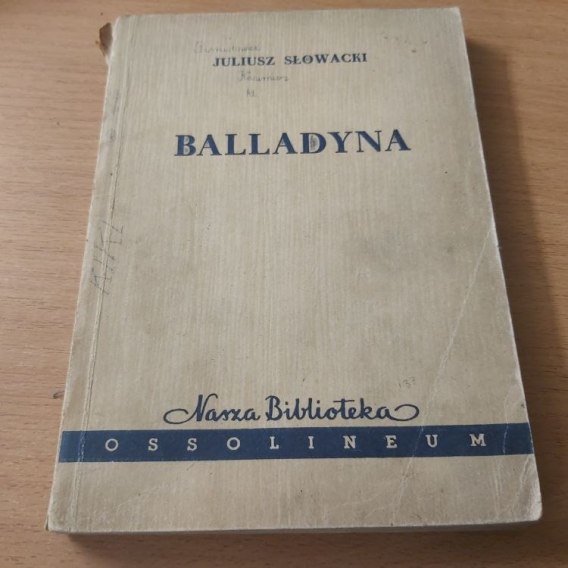 JULIUSZ SŁOWACKI
BALLADYNA
Nasza Biblioteka
OSSOLINEUM